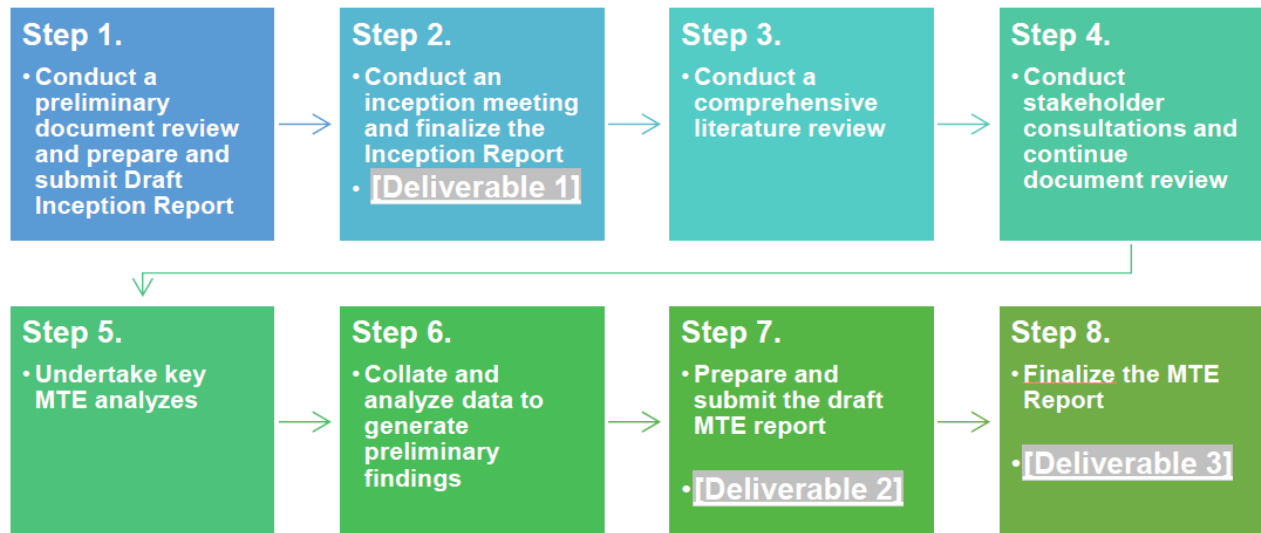 Step 1.
• Conduct a
preliminary
document review
and prepare and
submit Draft
Inception Report
Step 2.
• Conduct an
inception meeting
and finalize the
Inception Report
• [Deliverable 1]
Step 3.
• Conduct a
comprehensive
literature review
Step 4.
• Conduct
stakeholder
consultations and
continue
document review
Step 5.
• Undertake key
MTE analyzes
Step 6.
• Collate and
analyze data to
generate
preliminary
findings
Step 7.
• Prepare and
submit the draft
MTE report
• [Deliverable 2]
Step 8.
• Finalize the MTE
Report
• [Deliverable 3]